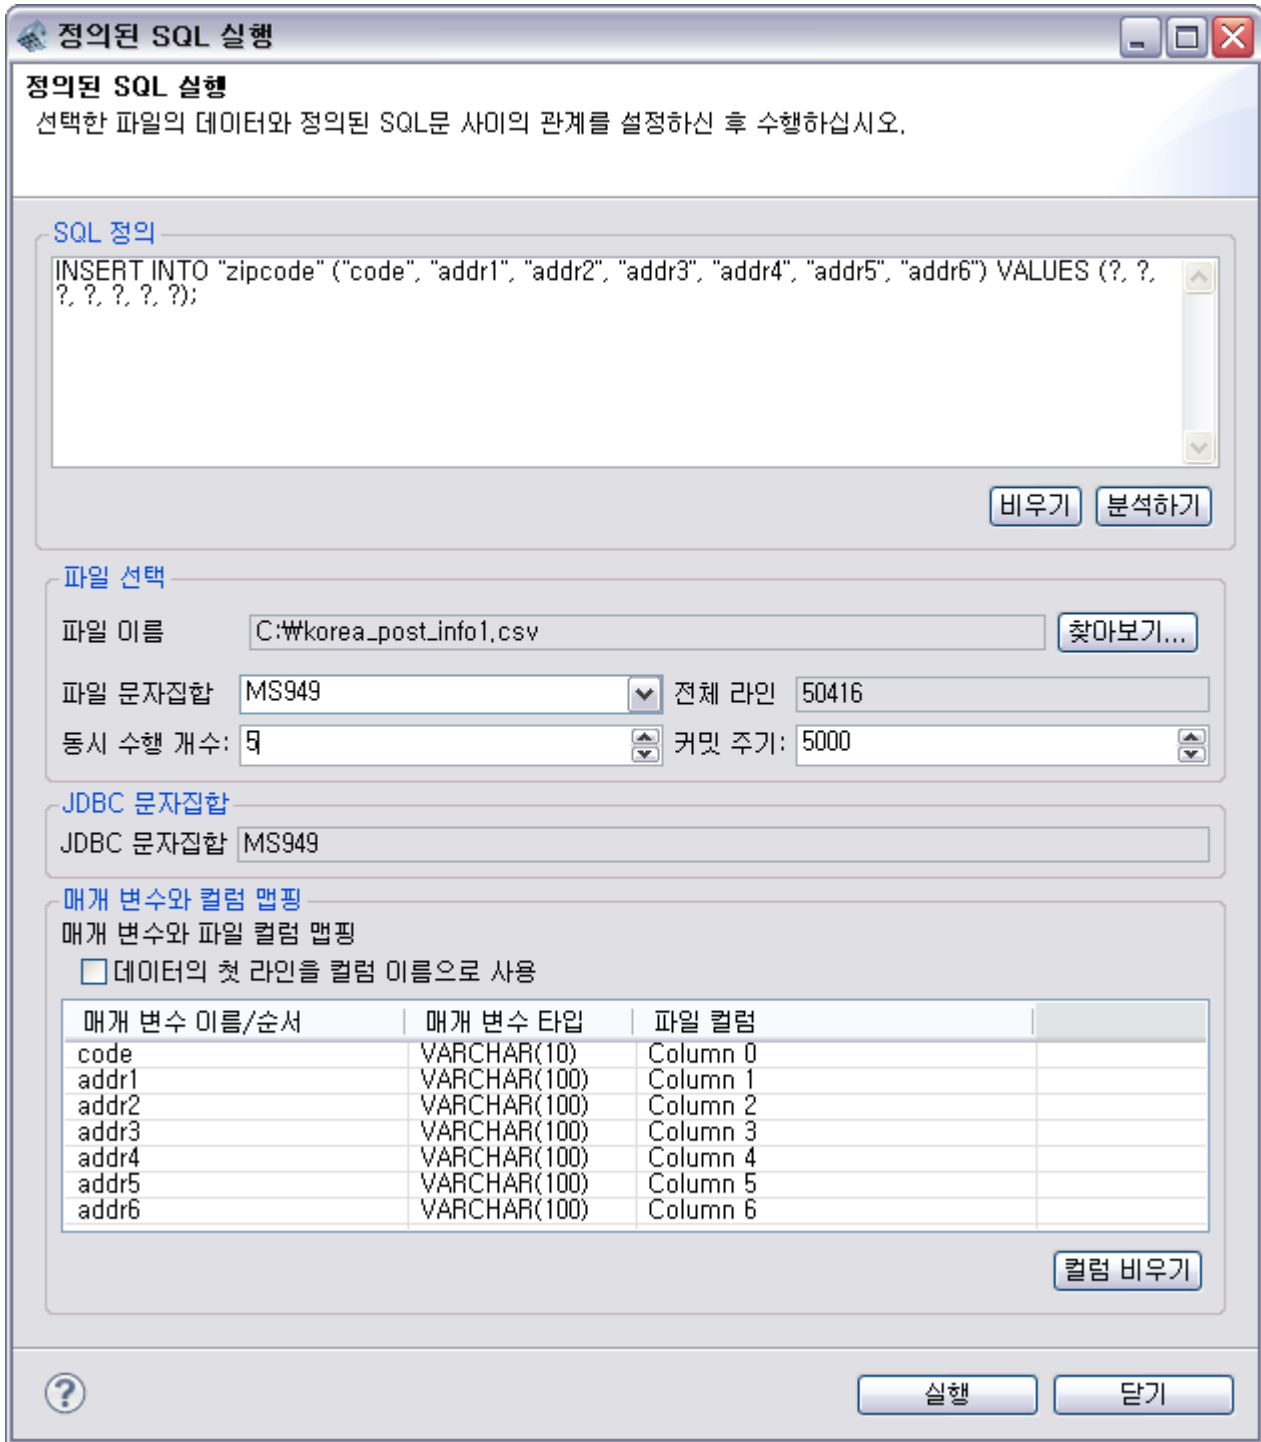 정의된 SQL 실행
정의된 SQL 실행
선택한 파일의 데이터와 정의된 SQL문 사이의 관계를 설정하신 후 수행하십시오.
SQL 정의
INSERT INTO "zipcode" ("code", "addr1", "addr2", "addr3", "addr4", "addr5", "addr6") VALUES (?, ?,
?, ?, ?, ?, ?);
비우기 분석하기
파일 선택
파일 이름 C:₩korea_post_info1.csv 찾아보기...
파일 문자집합 MS949 전체 라인 50416
동시 수행 개수: 5 커밋 주기: 5000
JDBC 문자집합
JDBC 문자집합 MS949
매개 변수와 컬럼 맵핑
매개 변수와 파일 컬럼 맵핑
데이터의 첫 라인을 컬럼 이름으로 사용
매개 변수 이름/순서 매개 변수 타입 파일 컬럼
code VARCHAR(10) Column 0
addr1 VARCHAR(100) Column 1
addr2 VARCHAR(100) Column 2
addr3 VARCHAR(100) Column 3
addr4 VARCHAR(100) Column 4
addr5 VARCHAR(100) Column 5
addr6 VARCHAR(100) Column 6
컬럼 비우기
? 실행 닫기